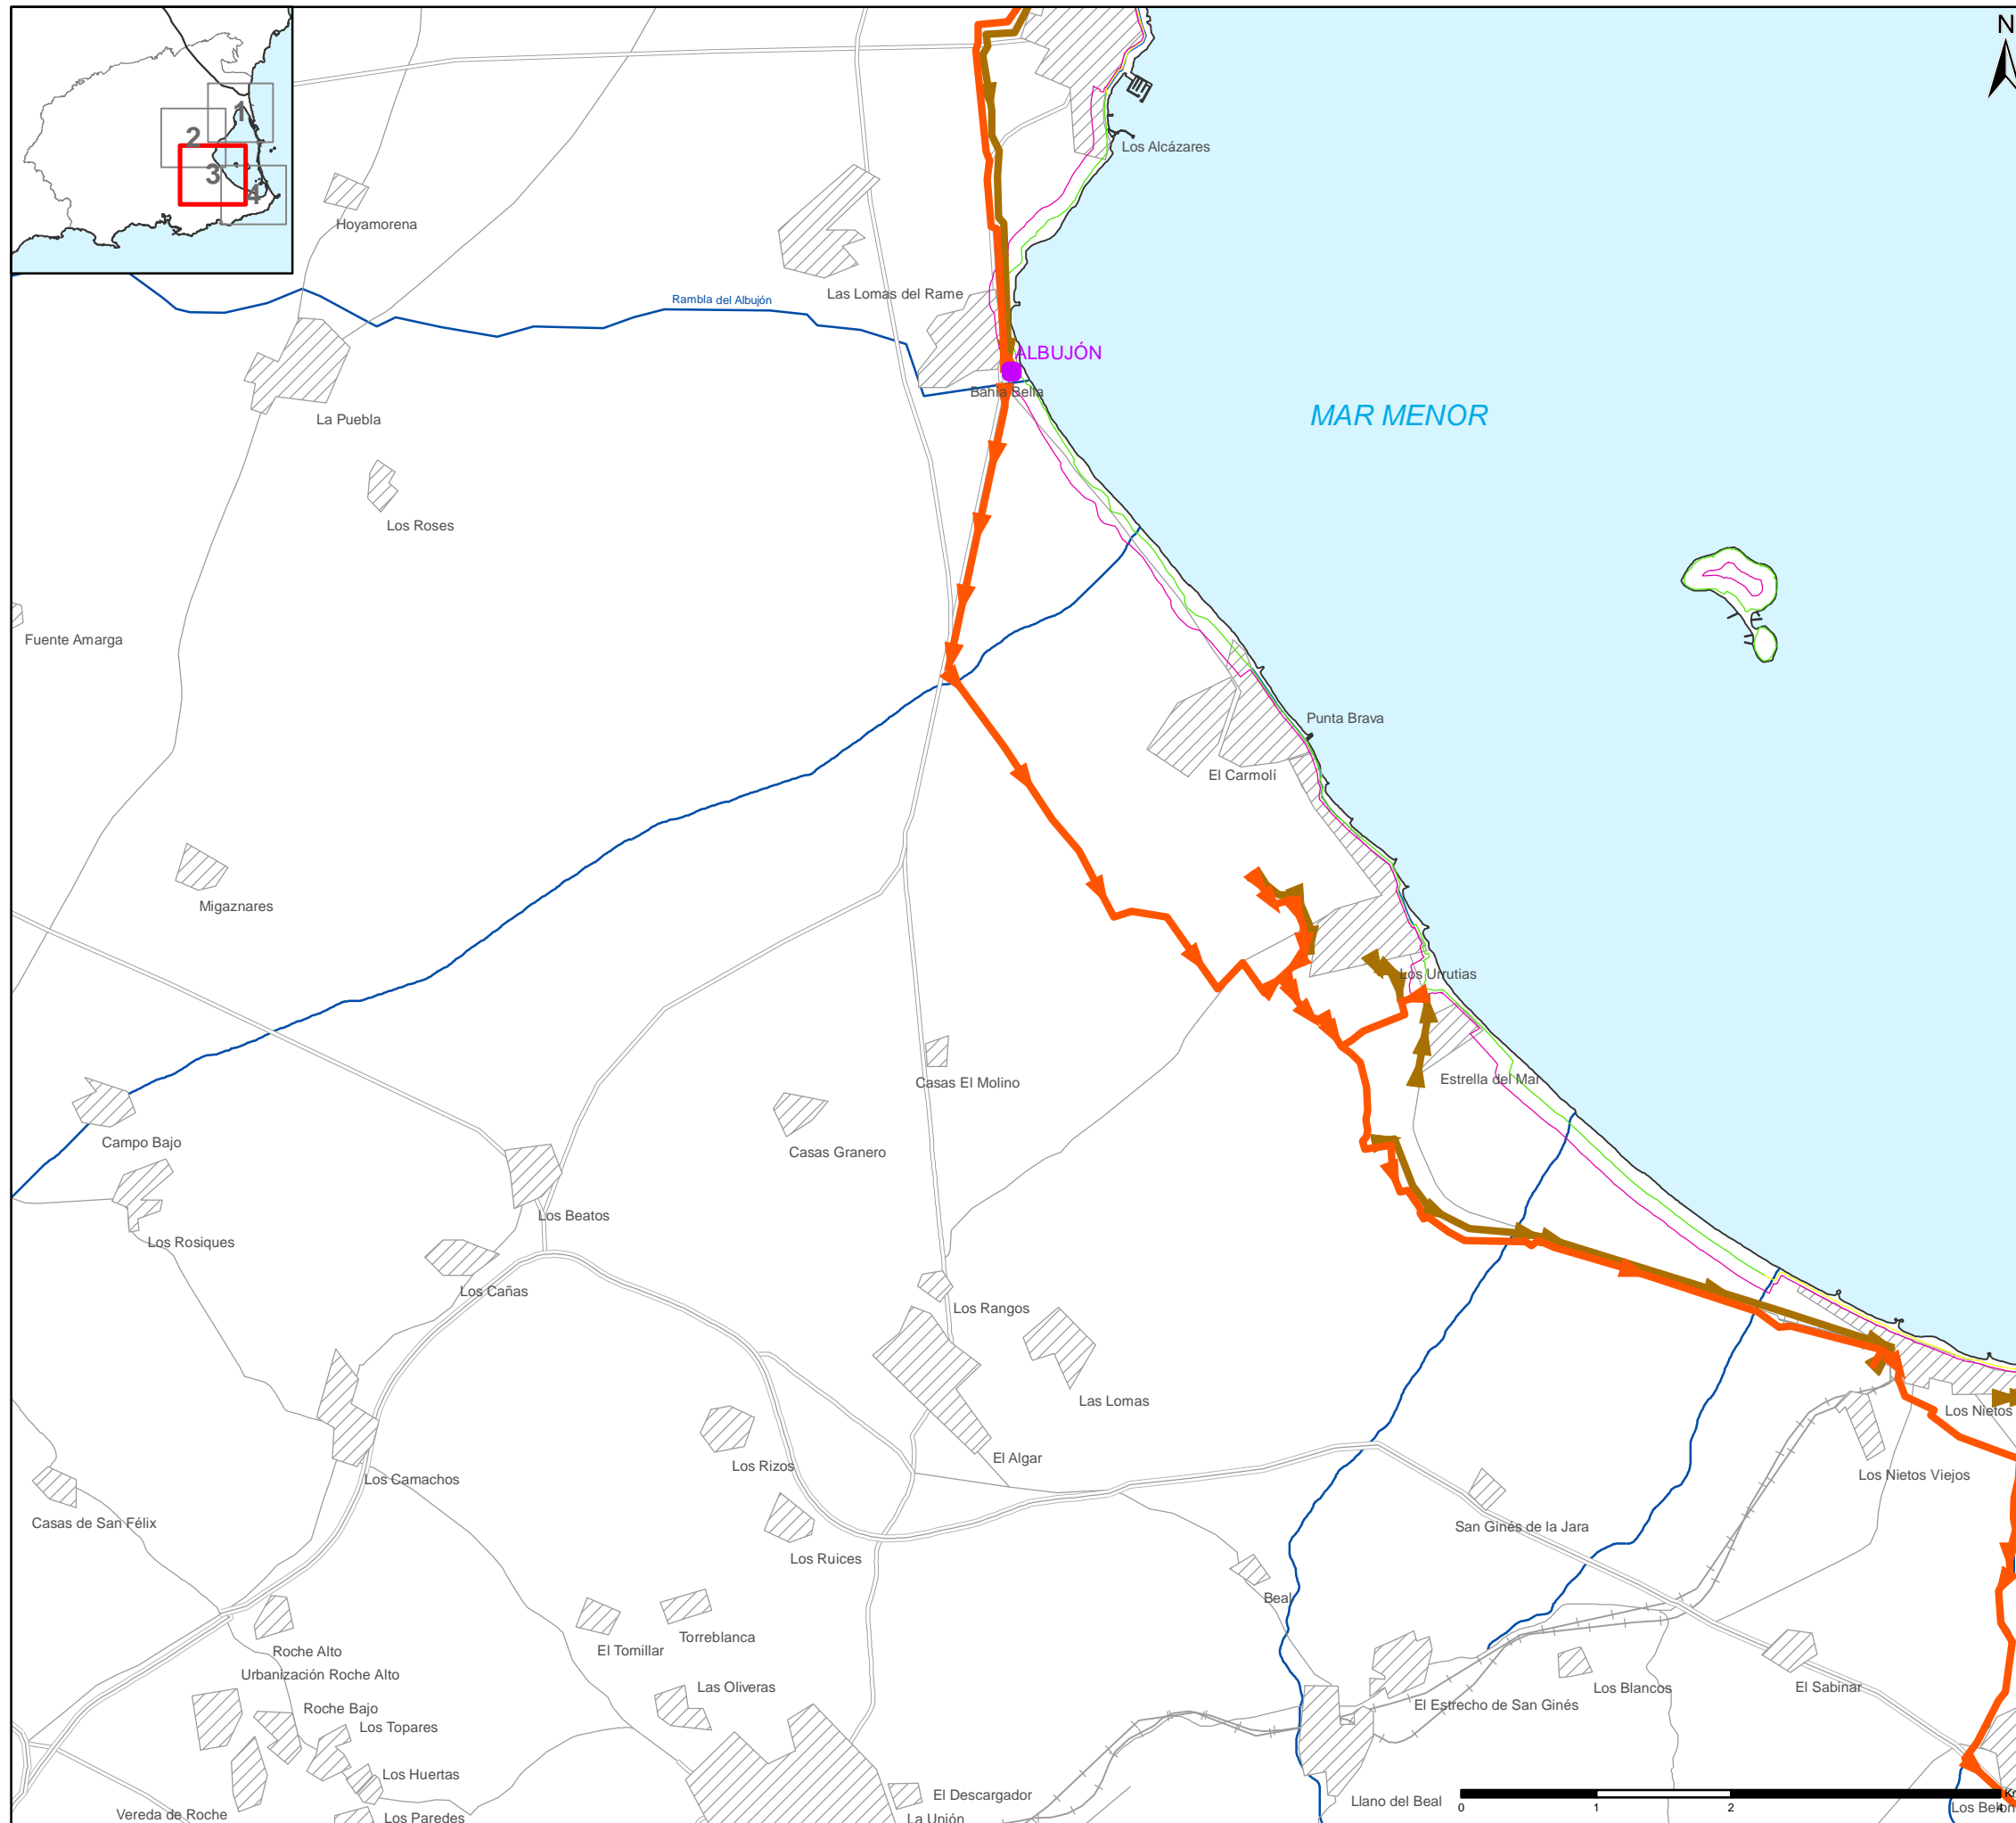 N
1
2
3
4
Los Alcázares
Hoyamorena
Las Lomas del Rame
Rambla del Albujón
ALBUJÓN
Bahía Bella
MAR MENOR
La Puebla
Los Roses
Fuente Amarga
Punta Brava
El Carmolí
Migaznares
Los Urrutias
Casas El Molino
Estrella del Mar
Campo Bajo
Casas Granero
Los Beatos
Los Rosiques
Los Cañas
Los Rangos
Las Lomas
Los Nietos
El Algar
Los Rizos
Los Camachos
Los Nietos Viejos
Casas de San Félix
San Ginés de la Jara
Los Ruices
Beal
Torreblanca
Roche Alto
El Tomillar
Urbanización Roche Alto
Las Oliveras
El Sabinar
Los Blancos
Roche Bajo
El Estrecho de San Ginés
Los Topares
Los Huertas
El Descargador
Llano del Beal
0
1
2
4
Vereda de Roche
Los Paredes
La Unión